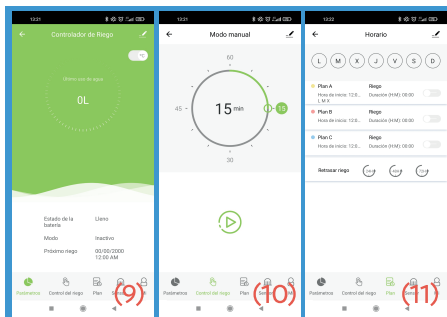 12:21
Controlador de Riego
°C
Último uso de agua
0L
Estado de la batería
Lleno
Modo
Inactivo
Próximo riego
00/00/2000 12:00 AM
Parámetros
Control del riego
Plan
(9)
12:21
Modo manual
60
45
15 min
15
30
Parámetros
Control del riego
Plan
(10)
12:22
Horario
L M X J V S D
Plan A
Riego
Hora de inicio: 12:0...
Duración (H:M): 00:00
L M X
Plan B
Riego
Hora de inicio: 12:0...
Duración (H:M): 00:00
Plan C
Riego
Hora de inicio: 12:0...
Duración (H:M): 00:00
Retrasar riego
Parámetros
Control del riego
Plan
(11)